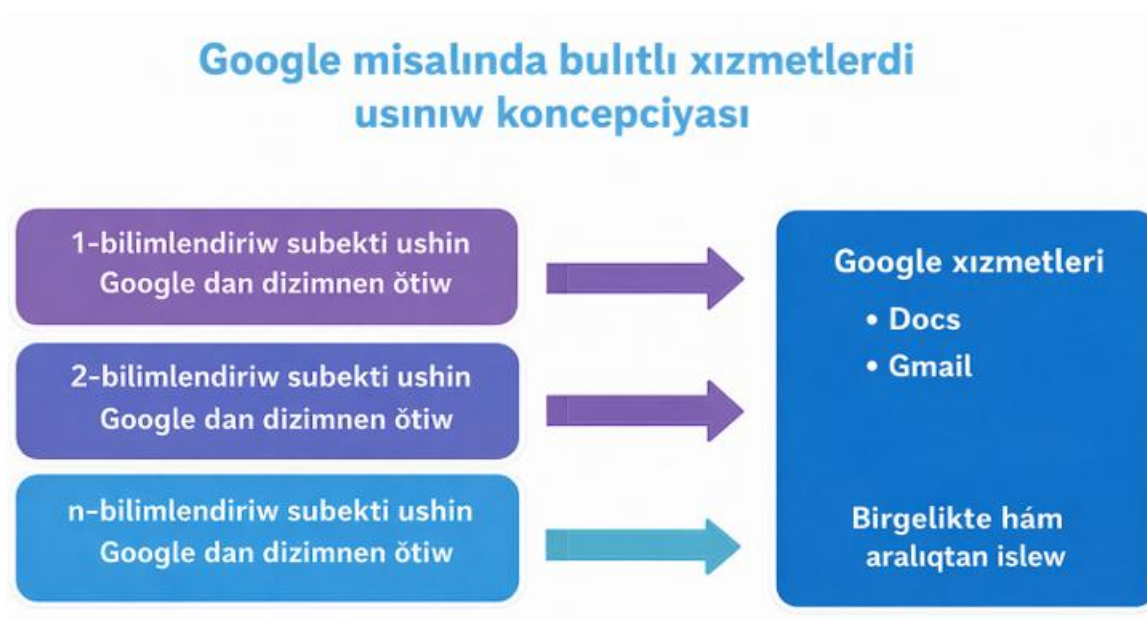 Google misalında bulıtlı xızmetlerdi
usınıw koncepciyası
1-bilimlendiriw subekti ushin
Google dan dizimnen ŏtiw
2-bilimlendiriw subekti ushin
Google dan dizimnen ŏtiw
n-bilimlendiriw subekti ushin
Google dan dizimnen ŏtiw
Google xızmetleri
• Docs
• Gmail
Birgelikte hám
aralıqtan islew